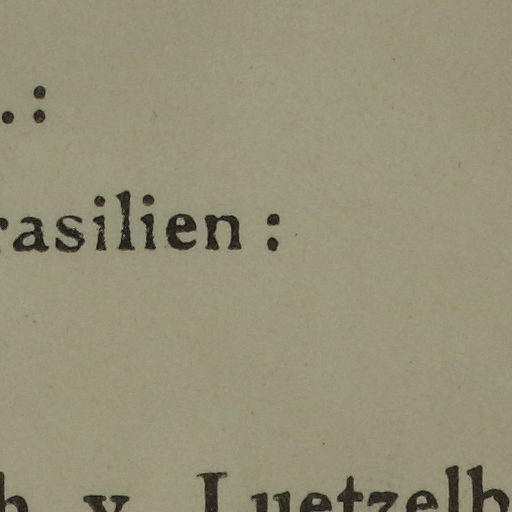 .:
rasilien:
h. v. Luetzelb